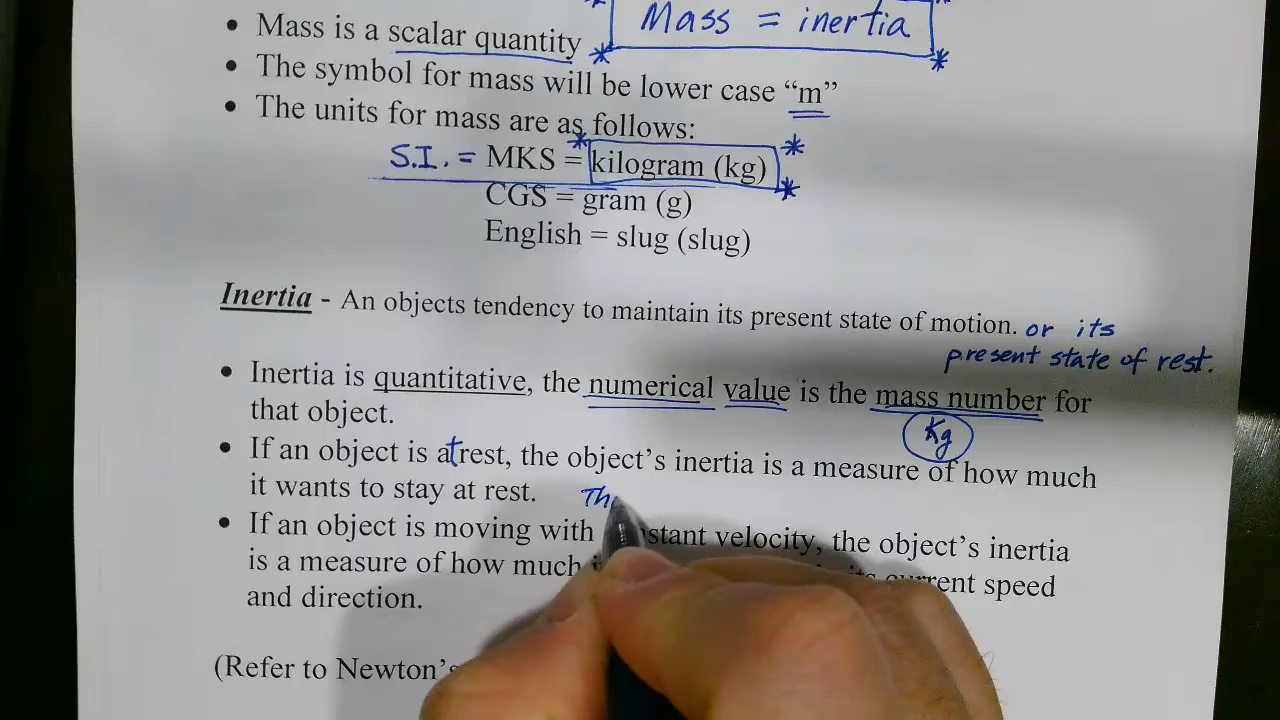 • Mass is a scalar quantity * Mass = inertia *
• The symbol for mass will be lower case “m”
• The units for mass are as follows:
S.I. = MKS = kilogram (kg)
CGS = gram (g)
English = slug (slug)
Inertia - An objects tendency to maintain its present state of motion. or its
present state of rest.
• Inertia is quantitative, the numerical value is the mass number for
that object.
Kg
• If an object is at rest, the object’s inertia is a measure of how much
it wants to stay at rest. Th
• If an object is moving with velocity, the object’s inertia
is a measure of how much its current speed
and direction.
(Refer to Newton’s